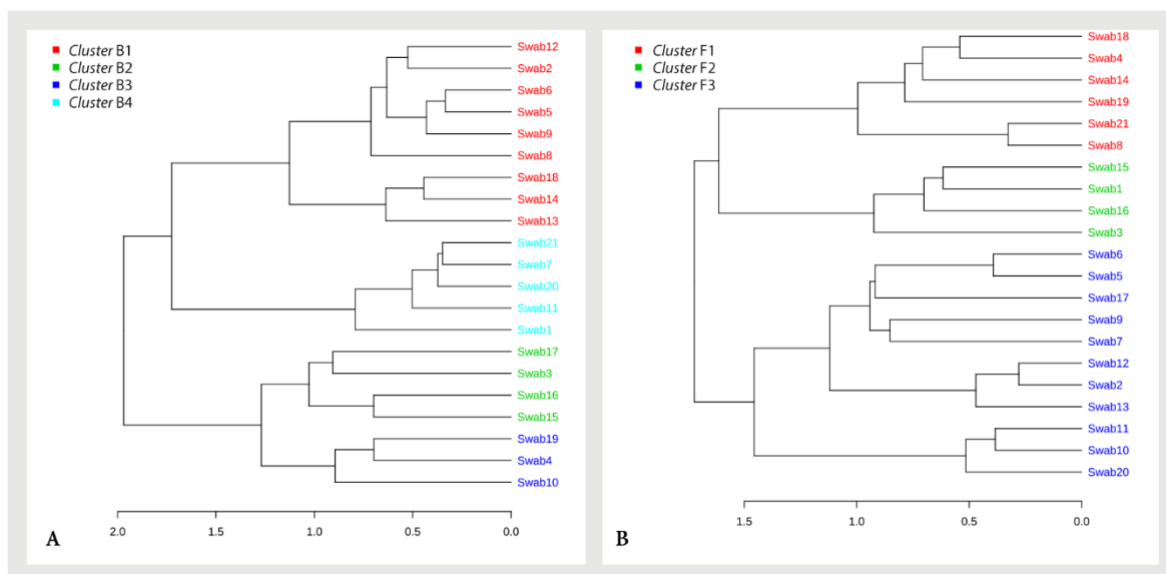 Cluster B1
Cluster B2
Cluster B3
Cluster B4
Swab12
Swab2
Swab6
Swab5
Swab9
Swab8
Swab18
Swab14
Swab13
Swab21
Swab7
Swab20
Swab11
Swab1
Swab17
Swab3
Swab16
Swab15
Swab19
Swab4
Swab10
2.0 1.5 1.0 0.5 0.0
A
Cluster F1
Cluster F2
Cluster F3
Swab18
Swab4
Swab14
Swab19
Swab21
Swab8
Swab15
Swab1
Swab16
Swab3
Swab6
Swab5
Swab17
Swab9
Swab7
Swab12
Swab2
Swab13
Swab11
Swab10
Swab20
1.5 1.0 0.5 0.0
B